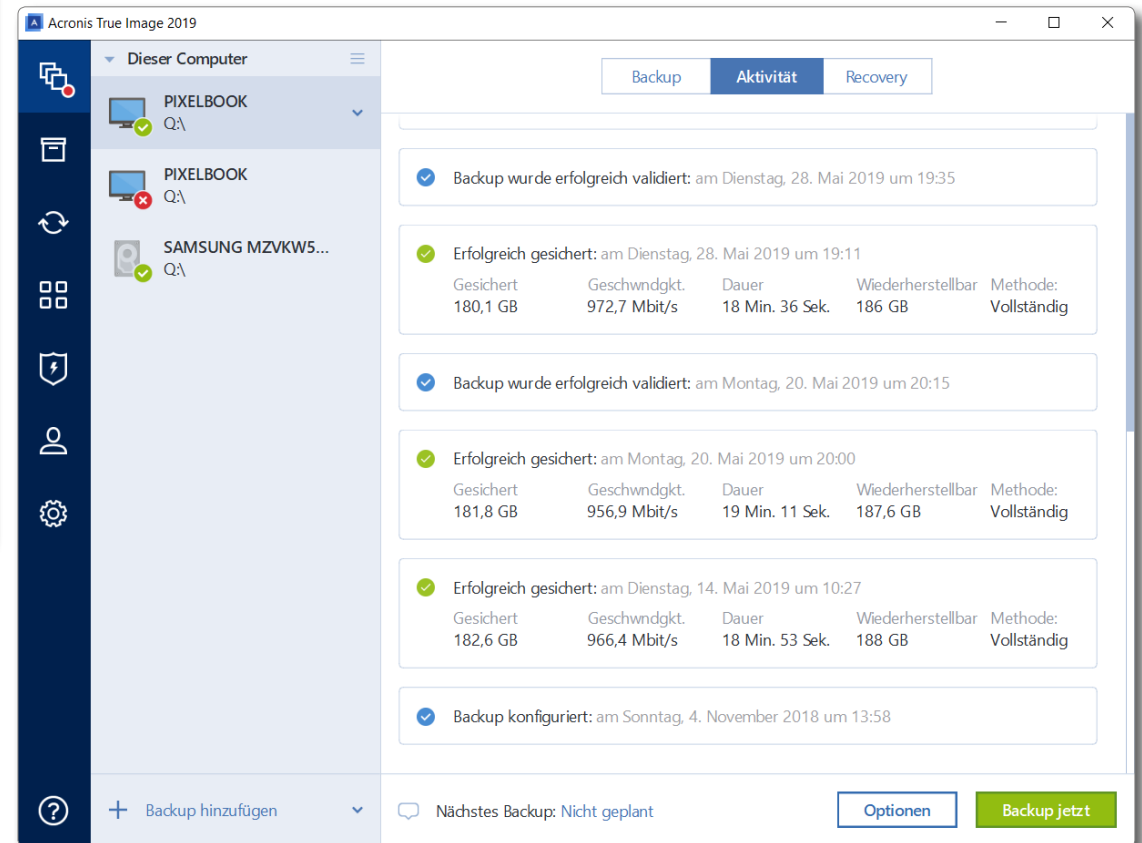 Acronis True Image 2019
Dieser Computer
PIXELBOOK
Q:\
PIXELBOOK
Q:\
SAMSUNG MZVKW5...
Q:\
Backup hinzufügen
Backup Aktivität Recovery
Backup wurde erfolgreich validiert: am Dienstag, 28. Mai 2019 um 19:35
Erfolgreich gesichert: am Dienstag, 28. Mai 2019 um 19:11
Gesichert Geschwndgkt. Dauer Wiederherstellbar Methode:
180,1 GB 972,7 Mbit/s 18 Min. 36 Sek. 186 GB Vollständig
Backup wurde erfolgreich validiert: am Montag, 20. Mai 2019 um 20:15
Erfolgreich gesichert: am Montag, 20. Mai 2019 um 20:00
Gesichert Geschwndgkt. Dauer Wiederherstellbar Methode:
181,8 GB 956,9 Mbit/s 19 Min. 11 Sek. 187,6 GB Vollständig
Erfolgreich gesichert: am Dienstag, 14. Mai 2019 um 10:27
Gesichert Geschwndgkt. Dauer Wiederherstellbar Methode:
182,6 GB 966,4 Mbit/s 18 Min. 53 Sek. 188 GB Vollständig
Backup konfiguriert: am Sonntag, 4. November 2018 um 13:58
Nächstes Backup: Nicht geplant
Optionen
Backup jetzt